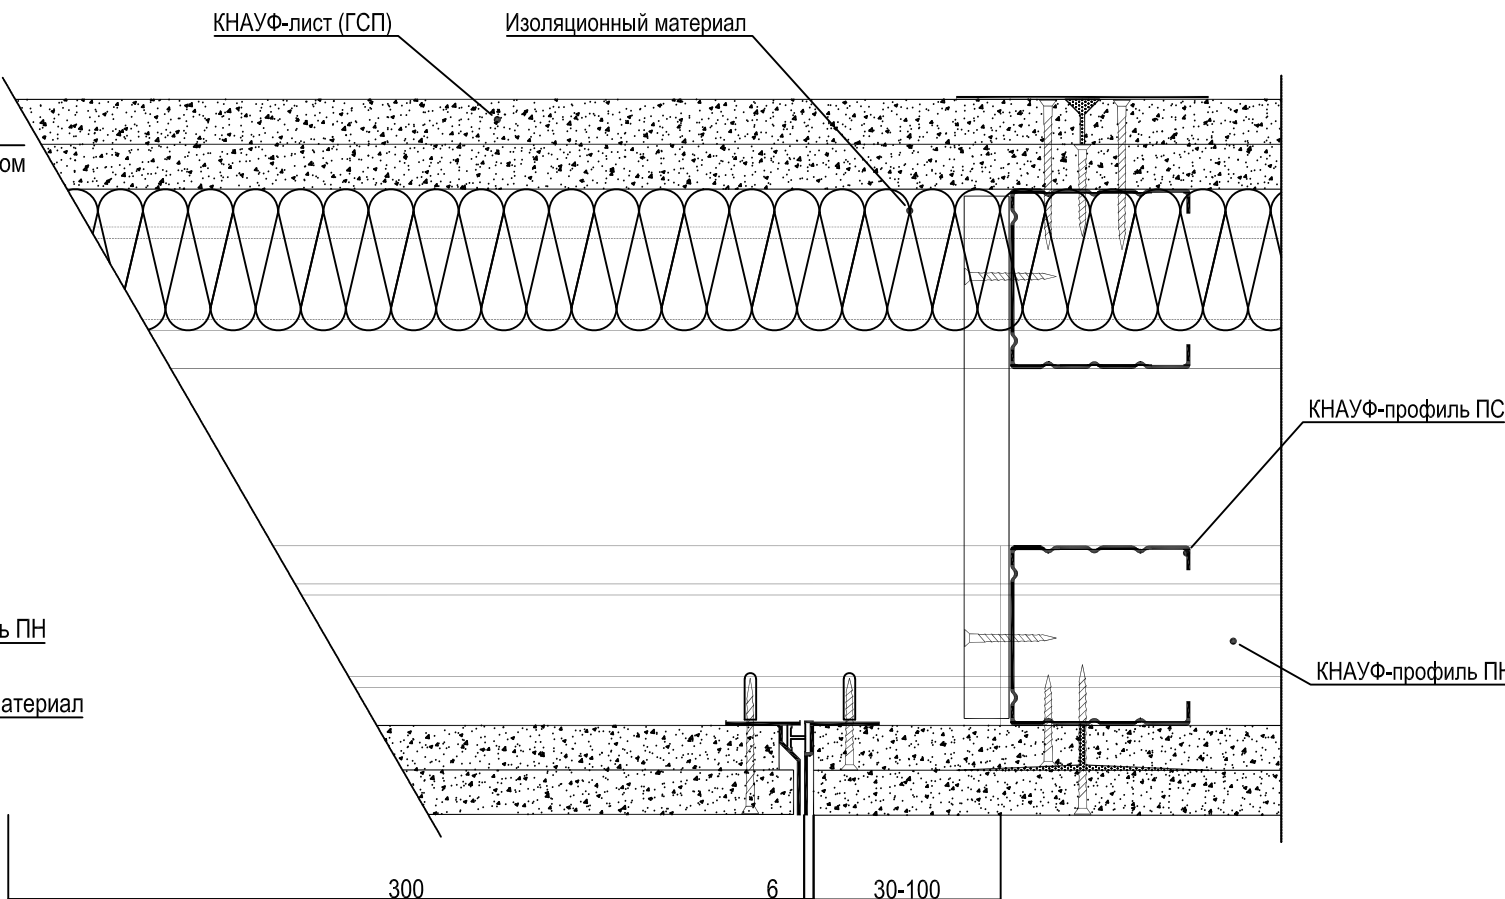 КНАУФ-лист (ГСП)
Изоляционный материал
ом
КНАУФ-профиль ПС
ь ПН
КНАУФ-профиль ПН
атериал
300
6
30-100